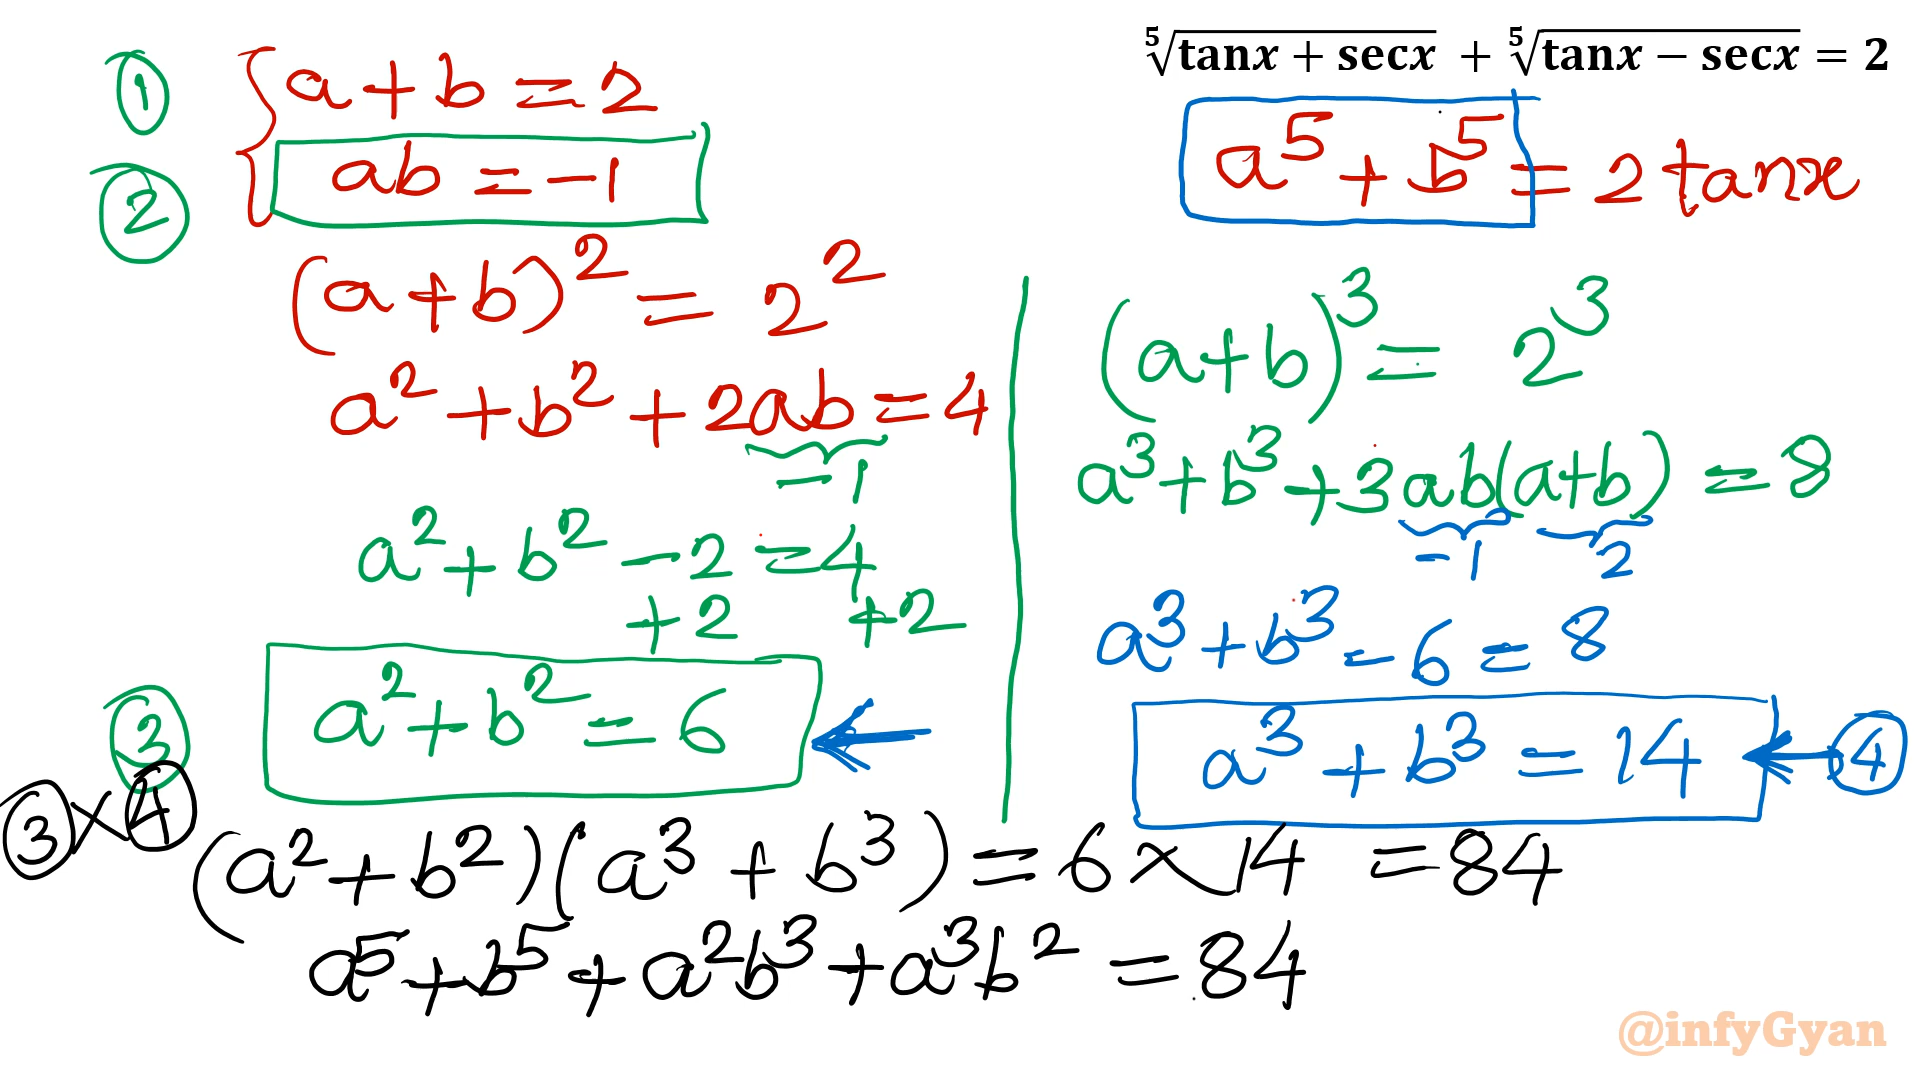 ⁵√(tanx + secx) + ⁵√(tanx − secx) = 2
① a + b = 2
② ab = −1
a⁵ + b⁵ = 2 tanx
(a+b)² = 2²
a² + b² + 2ab = 4
−1
a² + b² − 2 = 4
+2 +2
③ a² + b² = 6
(a+b)³ = 2³
a³ + b³ + 3ab(a+b) = 8
−1 2
a³ + b³ − 6 = 8
a³ + b³ = 14 ④
③×④
(a² + b²)(a³ + b³) = 6 × 14 = 84
a⁵ + b⁵ + a²b³ + a³b² = 84
@infyGyan